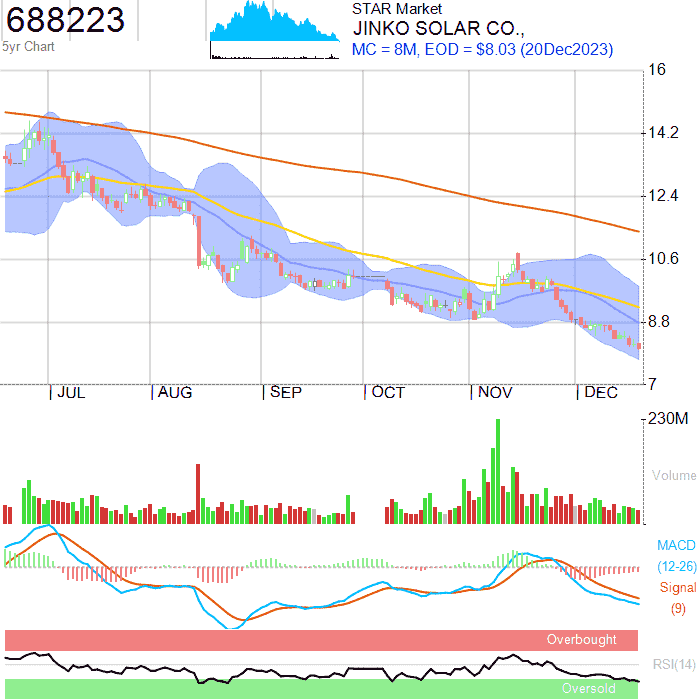 688223
5yr Chart
STAR Market
JINKO SOLAR CO.,
MC = 8M, EOD = $8.03 (20Dec2023)
16
14.2
12.4
10.6
8.8
7
JUL AUG SEP OCT NOV DEC
230M
Volume
MACD
(12-26)
Signal
(9)
Overbought
RSI(14)
Oversold